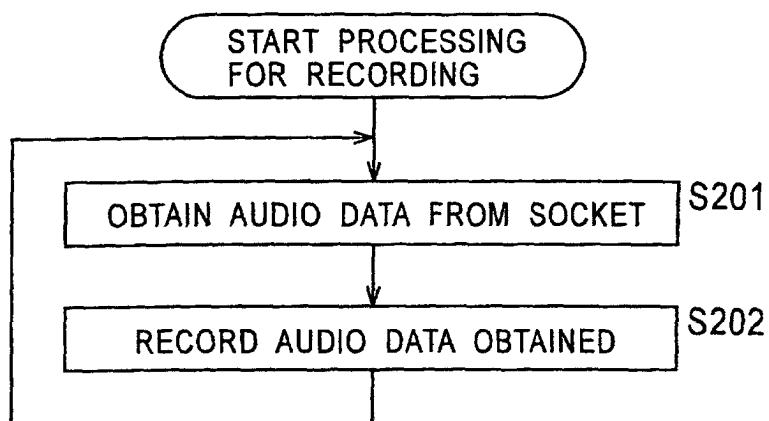 START PROCESSING
FOR RECORDING
OBTAIN AUDIO DATA FROM SOCKET
S201
RECORD AUDIO DATA OBTAINED
S202